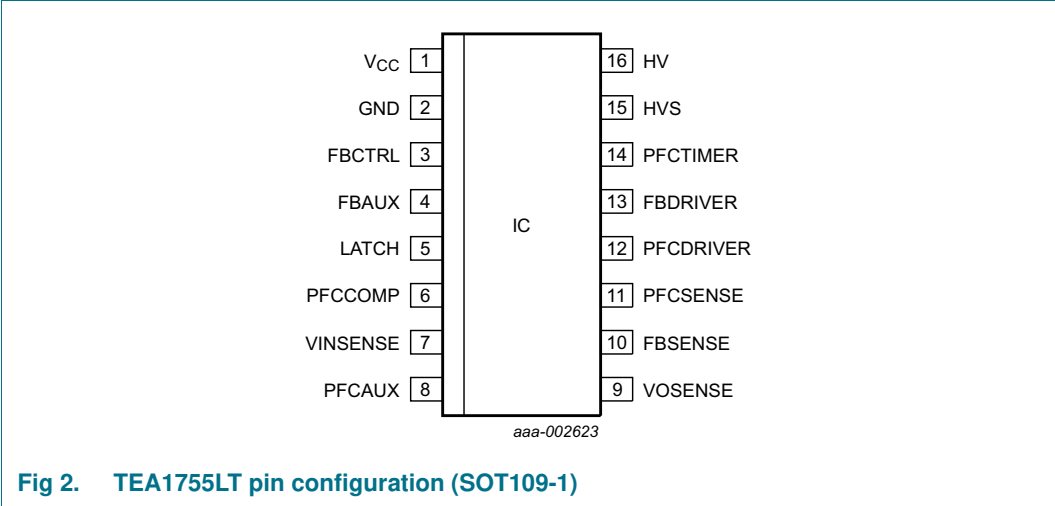 V_CC 1
GND 2
FBCTRL 3
FBAUX 4
LATCH 5
PFCCOMP 6
VINSENSE 7
PFCAUX 8
IC
16 HV
15 HVS
14 PFCTIMER
13 FBDRIVER
12 PFCDRIVER
11 PFCSENSE
10 FBSENSE
9 VOSENSE
aaa-002623
Fig 2. TEA1755LT pin configuration (SOT109-1)